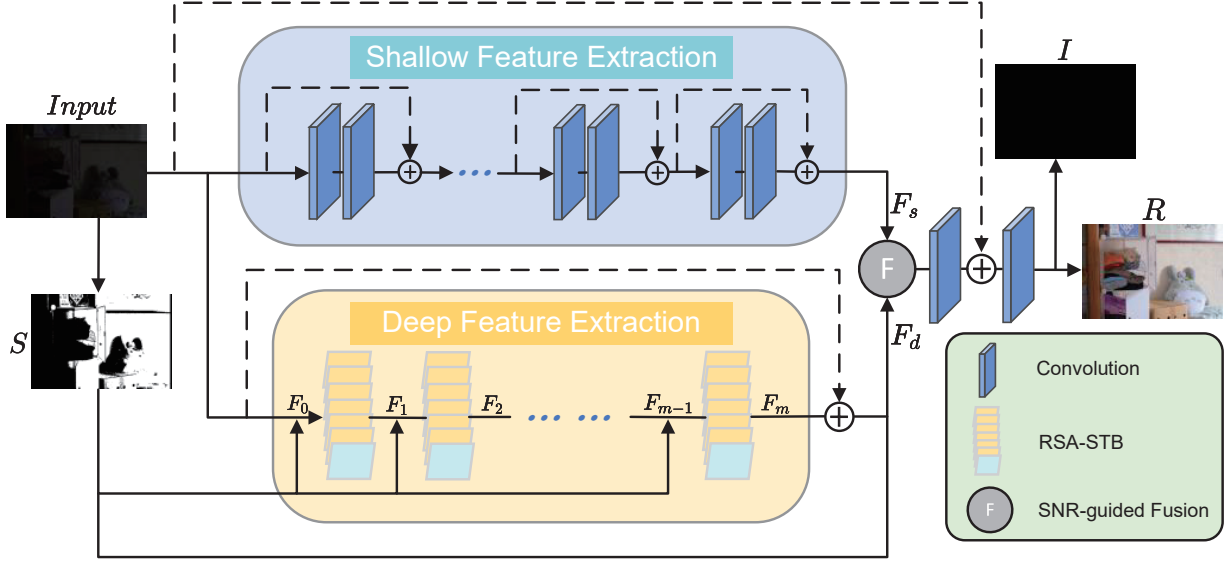 Shallow Feature Extraction
I
Input
F_s
R
F
S
Deep Feature Extraction
F_d
F_0
F_1
F_2
F_{m-1}
F_m
Convolution
RSA-STB
F
SNR-guided Fusion